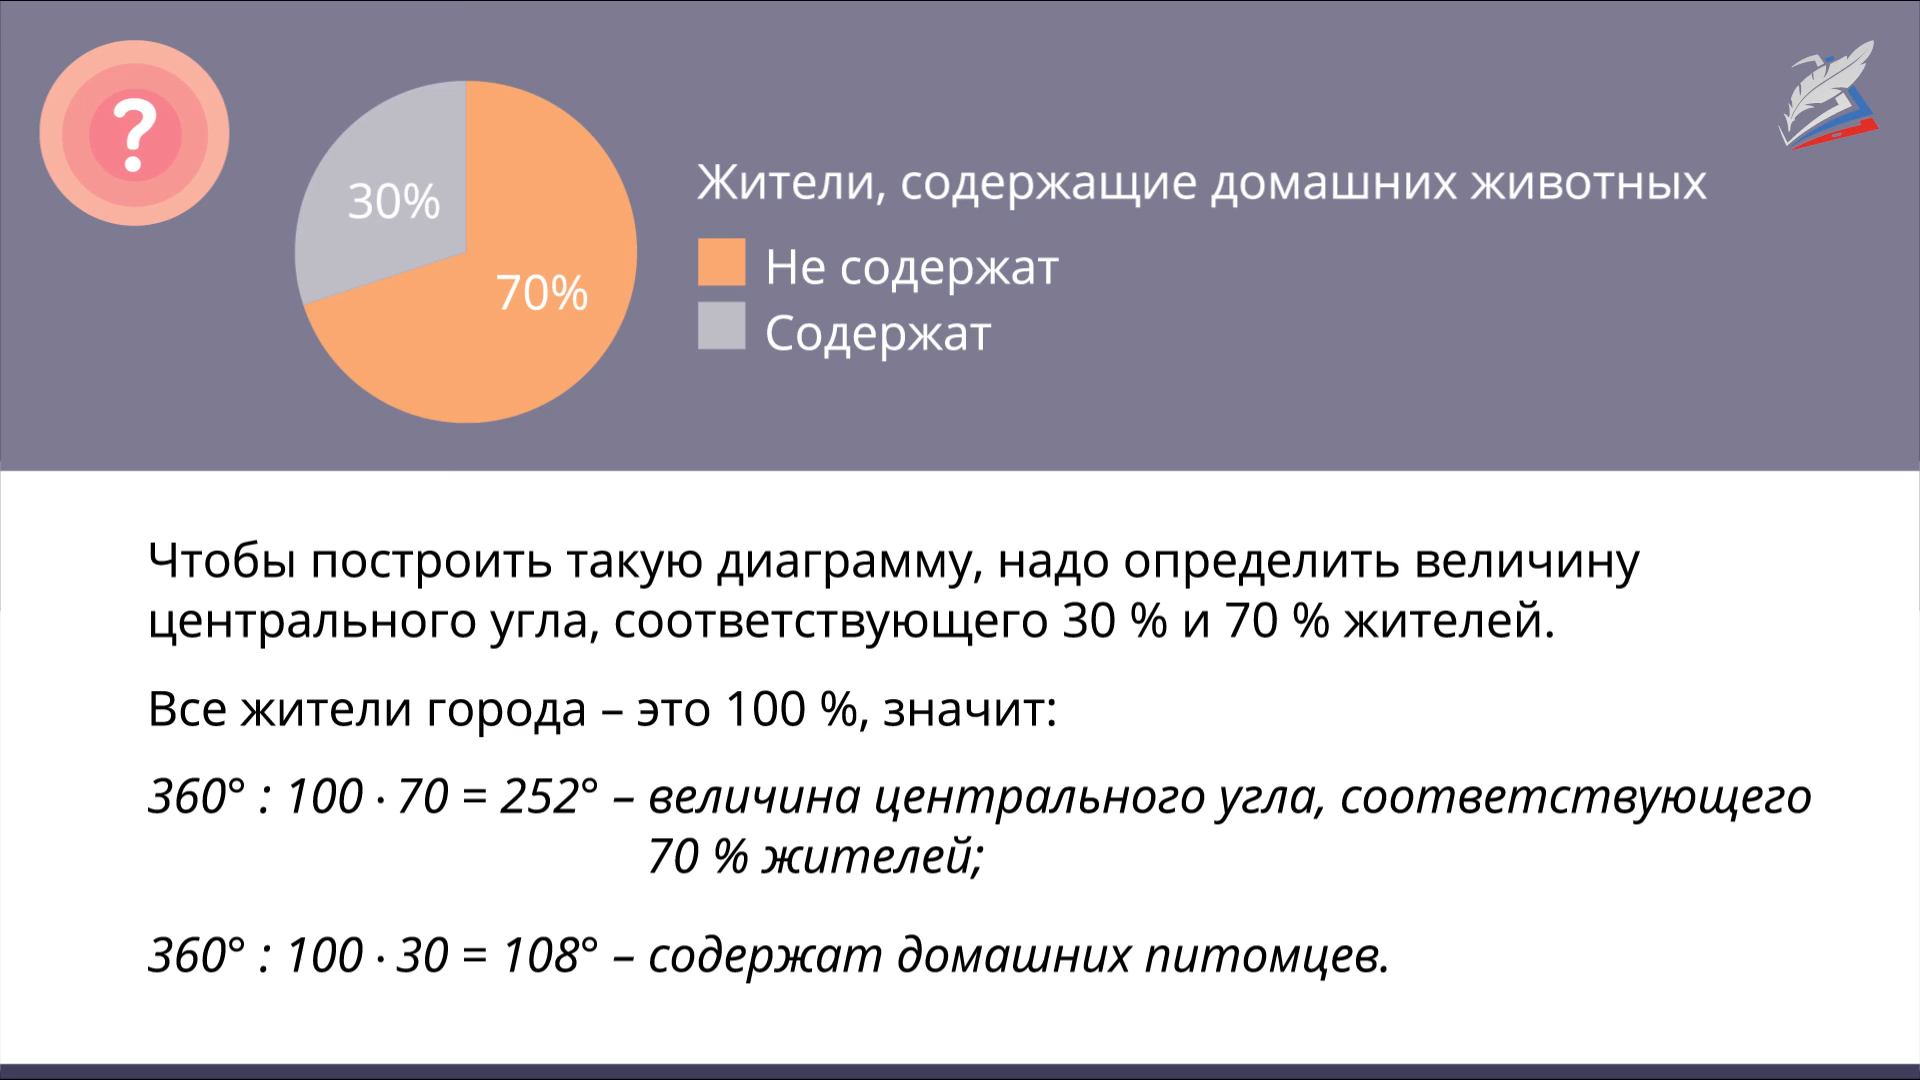 ?
30%
70%
Жители, содержащие домашних животных
Не содержат
Содержат
Чтобы построить такую диаграмму, надо определить величину
центрального угла, соответствующего 30 % и 70 % жителей.
Все жители города – это 100 %, значит:
360° : 100 · 70 = 252° – величина центрального угла, соответствующего
70 % жителей;
360° : 100 · 30 = 108° – содержат домашних питомцев.